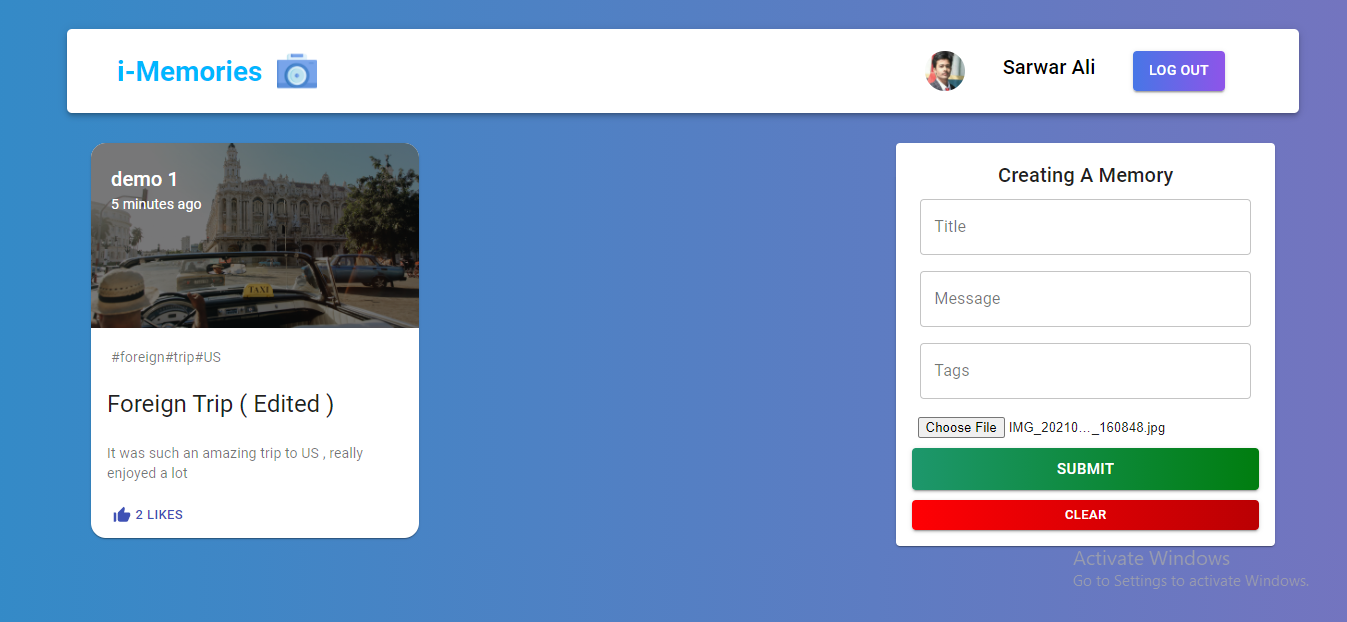 i-Memories
Sarwar Ali
LOG OUT
demo 1
5 minutes ago
TAXI
#foreign#trip#US
Foreign Trip ( Edited )
It was such an amazing trip to US , really
enjoyed a lot
2 LIKES
Creating A Memory
Title
Message
Tags
Choose File IMG_20210..._160848.jpg
SUBMIT
CLEAR
Activate Windows
Go to Settings to activate Windows.